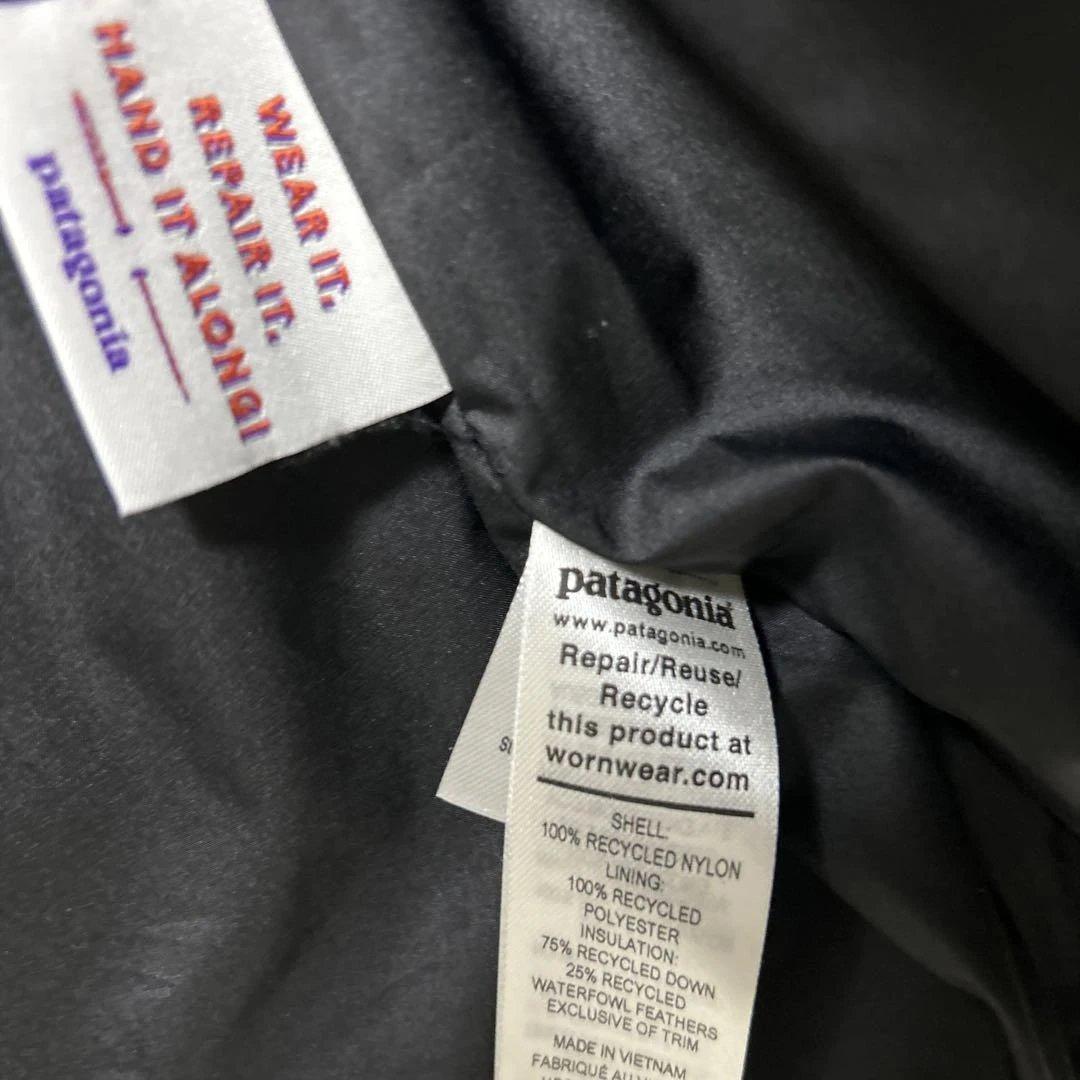 WEAR IT.
REPAIR IT.
HAND IT ALONG!
patagonia
patagonia
www.patagonia.com
Repair/Reuse/
Recycle
this product at
wornwear.com
SHELL:
100% RECYCLED NYLON
LINING:
100% RECYCLED
POLYESTER
INSULATION:
75% RECYCLED DOWN
25% RECYCLED
WATERFOWL FEATHERS
EXCLUSIVE OF TRIM
MADE IN VIETNAM
FABRIQUÉ AU